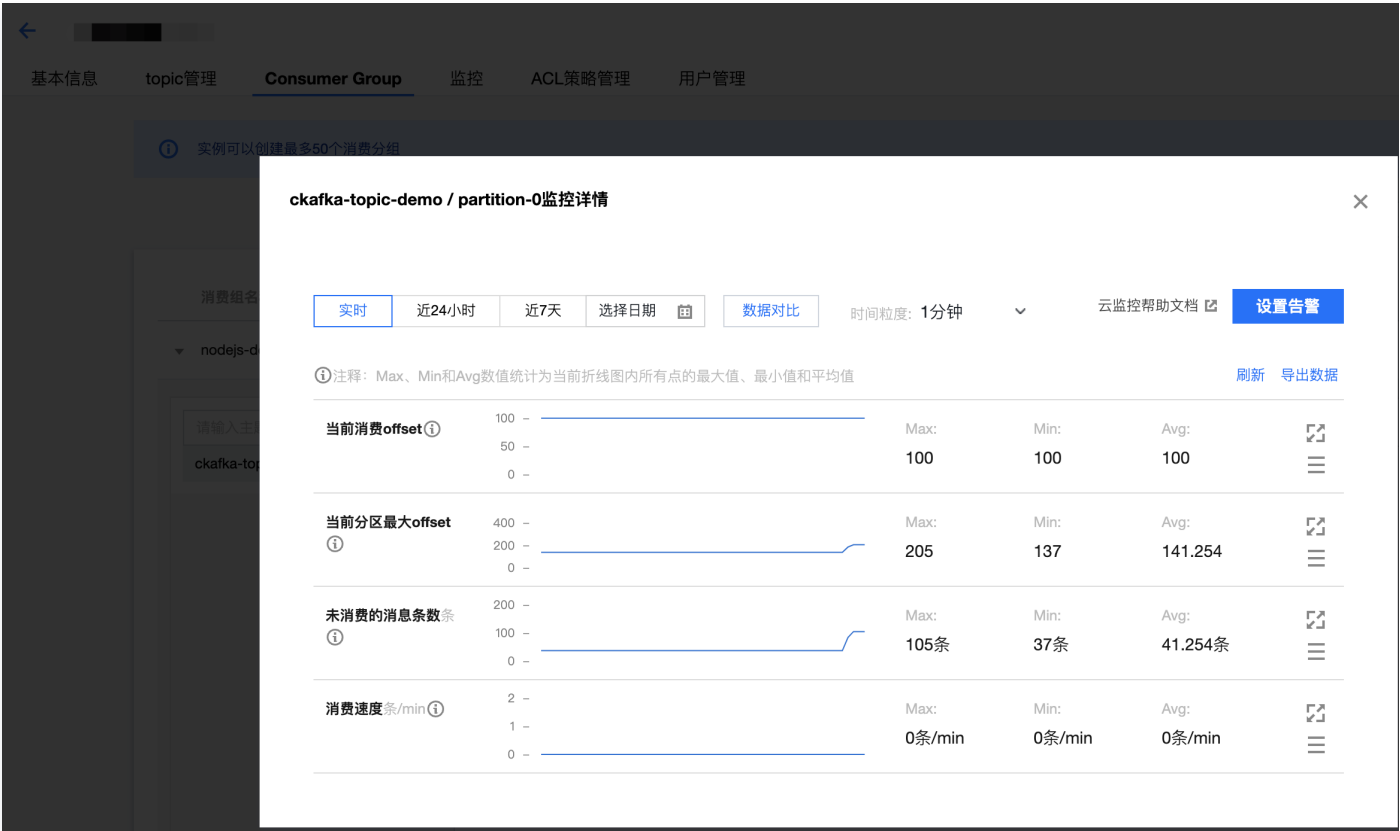 基本信息 topic管理 Consumer Group 监控 ACL策略管理 用户管理
实例可以创建最多50个消费分组
ckafka-topic-demo / partition-0监控详情
消费组名
实时 近24小时 近7天 选择日期 数据对比 时间粒度: 1分钟 云监控帮助文档 设置告警
nodejs-d
注释：Max、Min和Avg数值统计为当前折线图内所有点的最大值、最小值和平均值 刷新 导出数据
请输入主
ckafka-top
当前消费offset
100
50
0
Max: Min: Avg:
100 100 100
当前分区最大offset
400
200
0
Max: Min: Avg:
205 137 141.254
未消费的消息条数条
200
100
0
Max: Min: Avg:
105条 37条 41.254条
消费速度条/min
2
1
0
Max: Min: Avg:
0条/min 0条/min 0条/min